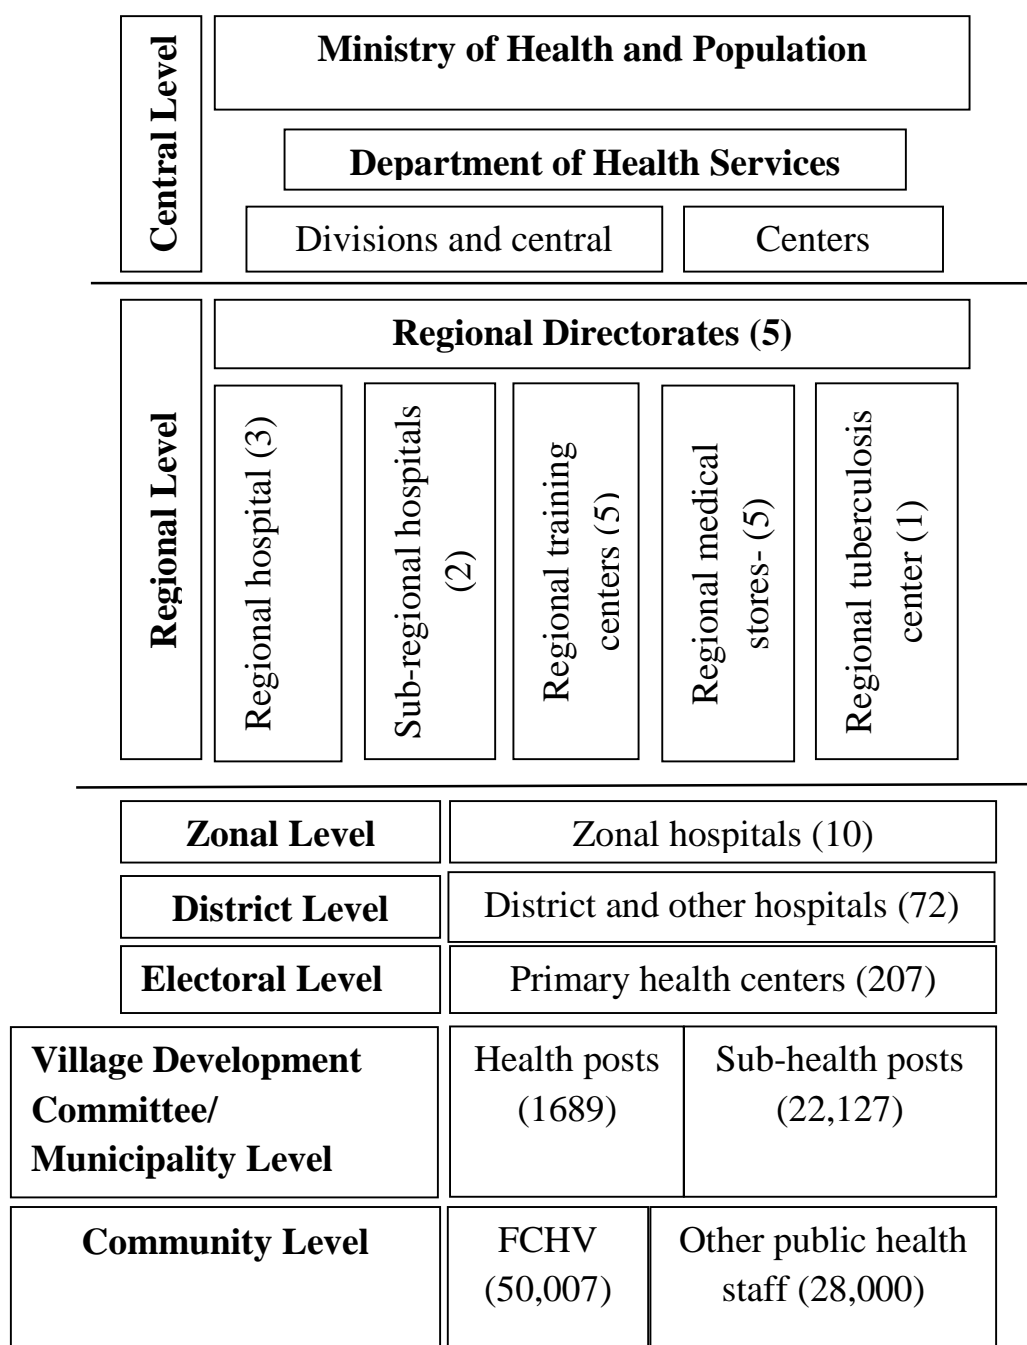 Central Level
Ministry of Health and Population
Department of Health Services
Divisions and central
Centers
Regional Level
Regional Directorates (5)
Regional hospital (3)
Sub-regional hospitals
(2)
Regional training
centers (5)
Regional medical
stores- (5)
Regional tuberculosis
center (1)
Zonal Level
Zonal hospitals (10)
District Level
District and other hospitals (72)
Electoral Level
Primary health centers (207)
Village Development
Committee/
Municipality Level
Health posts
(1689)
Sub-health posts
(22,127)
Community Level
FCHV
(50,007)
Other public health
staff (28,000)